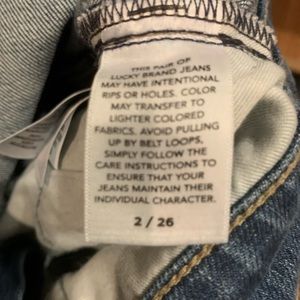 THIS PAIR OF
LUCKY BRAND JEANS
MAY HAVE INTENTIONAL
RIPS OR HOLES. COLOR
MAY TRANSFER TO
LIGHTER COLORED
FABRICS. AVOID PULLING
UP BY BELT LOOPS,
SIMPLY FOLLOW THE
CARE INSTRUCTIONS TO
ENSURE THAT YOUR
JEANS MAINTAIN THEIR
INDIVIDUAL CHARACTER.
2 / 26